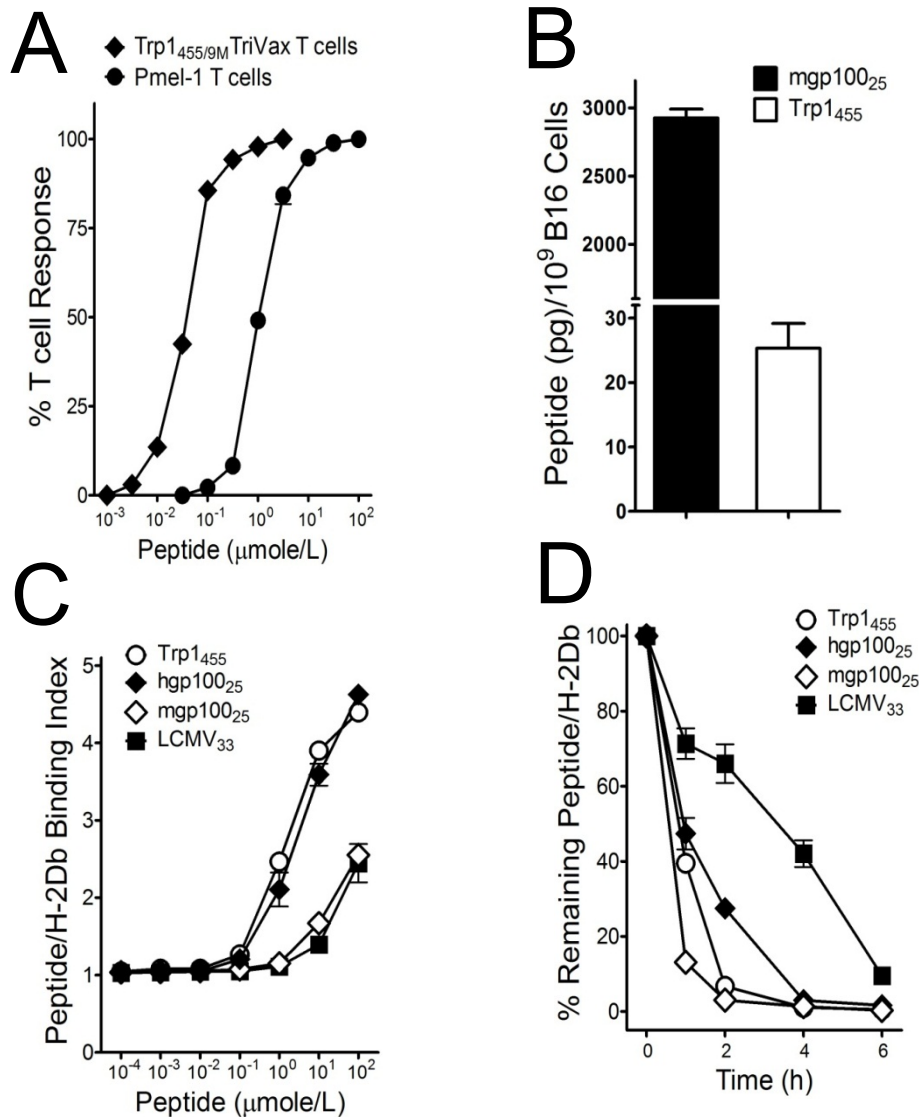 A
Trp1455/9MTriVax T cells
Pmel-1 T cells
% T cell Response
100
75
50
25
0
10-3 10-2 10-1 100 101 102
Peptide (μmole/L)
B
mgp10025
Trp1455
Peptide (pg)/109 B16 Cells
3000
2500
2000
30
20
10
0
C
Trp1455
hgp10025
mgp10025
LCMV33
Peptide/H-2Db Binding Index
5
4
3
2
1
0
10-4 10-3 10-2 10-1 100 101 102
Peptide (μmole/L)
D
Trp1455
hgp10025
mgp10025
LCMV33
% Remaining Peptide/H-2Db
100
80
60
40
20
0
0 2 4 6
Time (h)